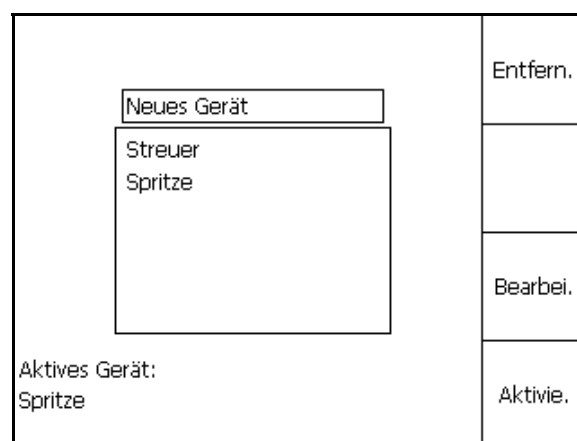 Neues Gerät
Streuer
Spritze
Aktives Gerät:
Spritze
Entfern.
Bearbei.
Aktivie.